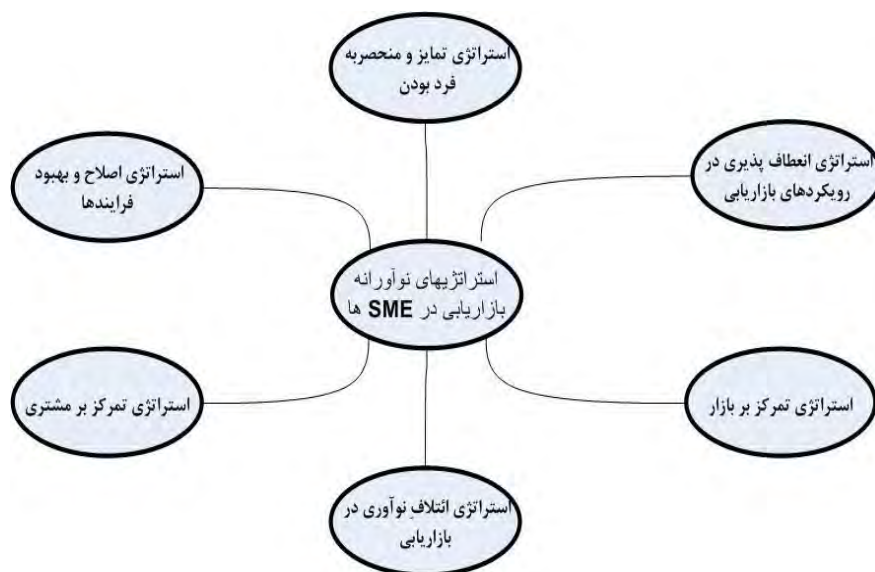 استراتژی تمایز و منحصربه
فرد بودن
استراتژی انعطاف پذیری در
رویکردهای بازاریابی
استراتژی اصلاح و بهبود
فرایندها
استراتژیهای نوآورانه
بازاریابی در SME ها
استراتژی تمرکز بر بازار
استراتژی تمرکز بر مشتری
استراتژی ائتلافِ نوآوری در
بازاریابی